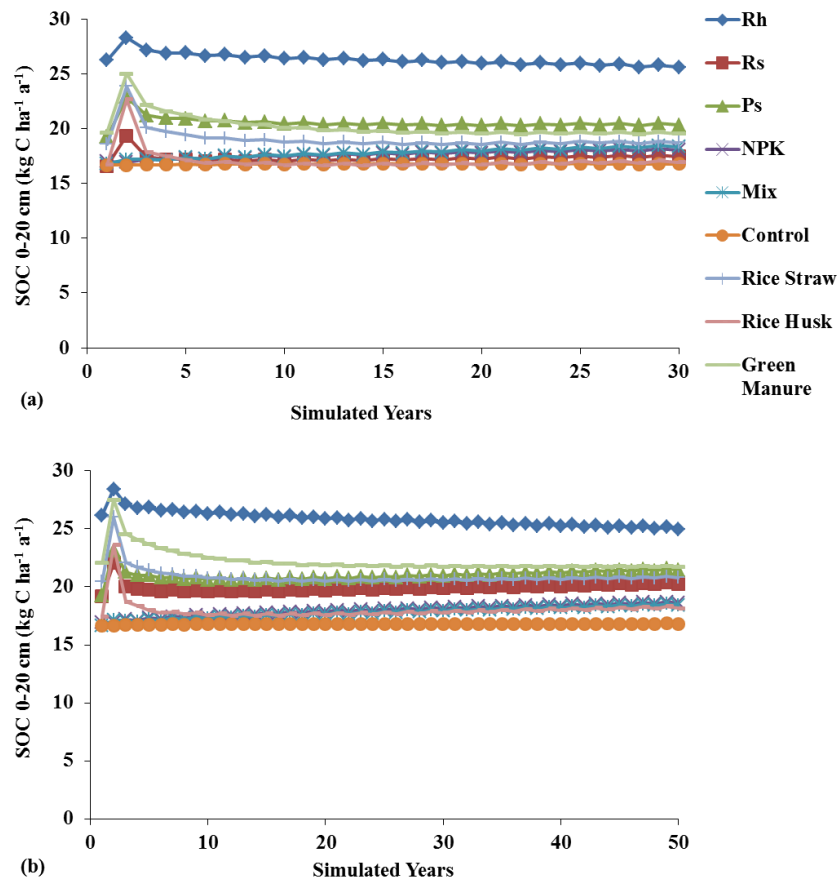 30
25
20
15
10
5
0
SOC 0-20 cm (kg C ha⁻¹ a⁻¹)
0
5
10
15
20
25
30
(a)
Simulated Years
Rh
Rs
Ps
NPK
Mix
Control
Rice Straw
Rice Husk
Green
Manure
30
25
20
15
10
5
0
SOC 0-20 cm (kg C ha⁻¹ a⁻¹)
0
10
20
30
40
50
(b)
Simulated Years